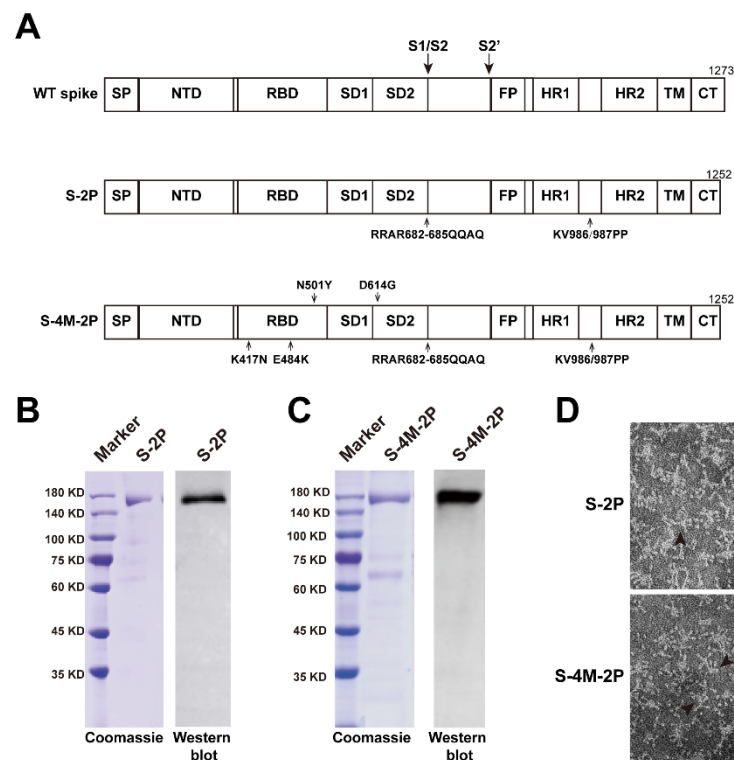 A
S1/S2 S2'
1273
WT spike SP NTD RBD SD1 SD2 FP HR1 HR2 TM CT
1252
S-2P SP NTD RBD SD1 SD2 FP HR1 HR2 TM CT
RRAR682-685QQAQ KV986/987PP
N501Y D614G
1252
S-4M-2P SP NTD RBD SD1 SD2 FP HR1 HR2 TM CT
K417N E484K RRAR682-685QQAQ KV986/987PP
B
Marker S-2P S-2P
180 KD
140 KD
100 KD
75 KD
60 KD
45 KD
35 KD
Coomassie Western
blot
C
Marker S-4M-2P S-4M-2P
180 KD
140 KD
100 KD
75 KD
60 KD
45 KD
35 KD
Coomassie Western
blot
D
S-2P
S-4M-2P